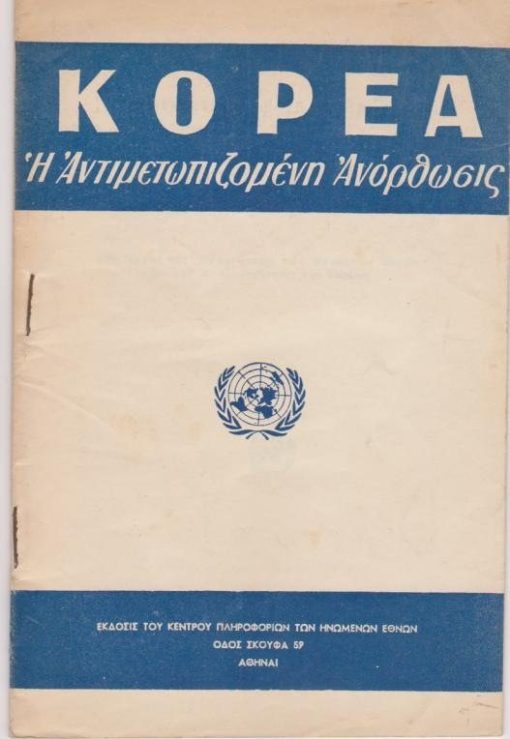 ΚΟΡΕΑ
Ἡ Ἀντιμετωπιζομένη Ἀνόρθωσις
ΕΚΔΟΣΙΣ ΤΟΥ ΚΕΝΤΡΟΥ ΠΛΗΡΟΦΟΡΙΩΝ ΤΩΝ ΗΝΩΜΕΝΩΝ ΕΘΝΩΝ
ΟΔΟΣ ΣΚΟΥΦΑ 59
ΑΘΗΝΑΙ